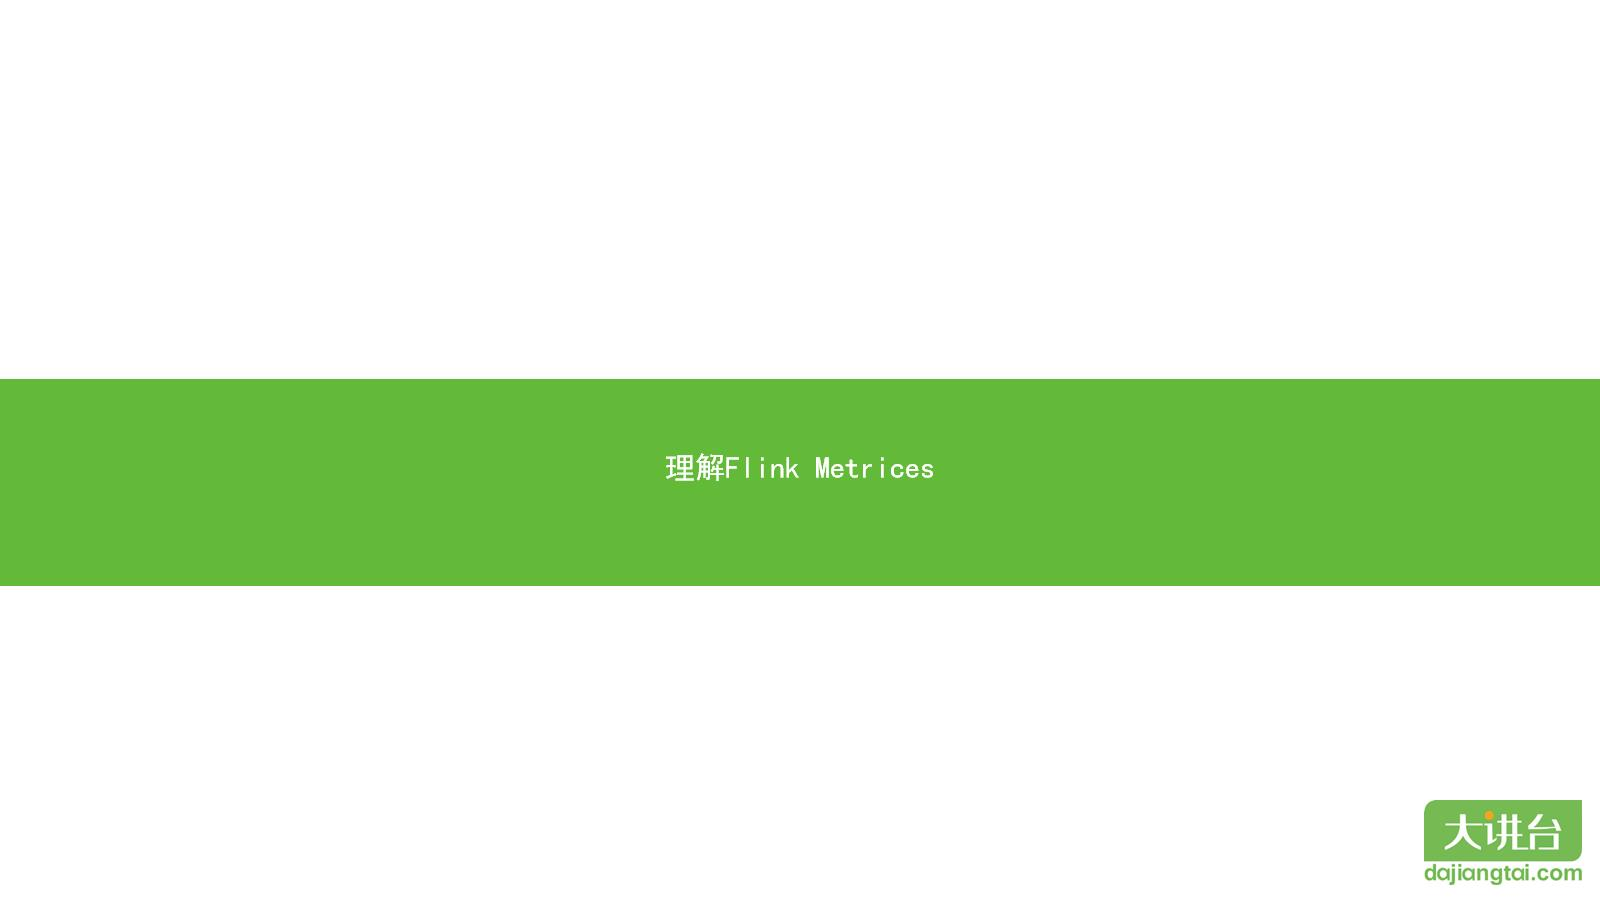 理解Flink Metrices
大讲台
dajiangtai.com